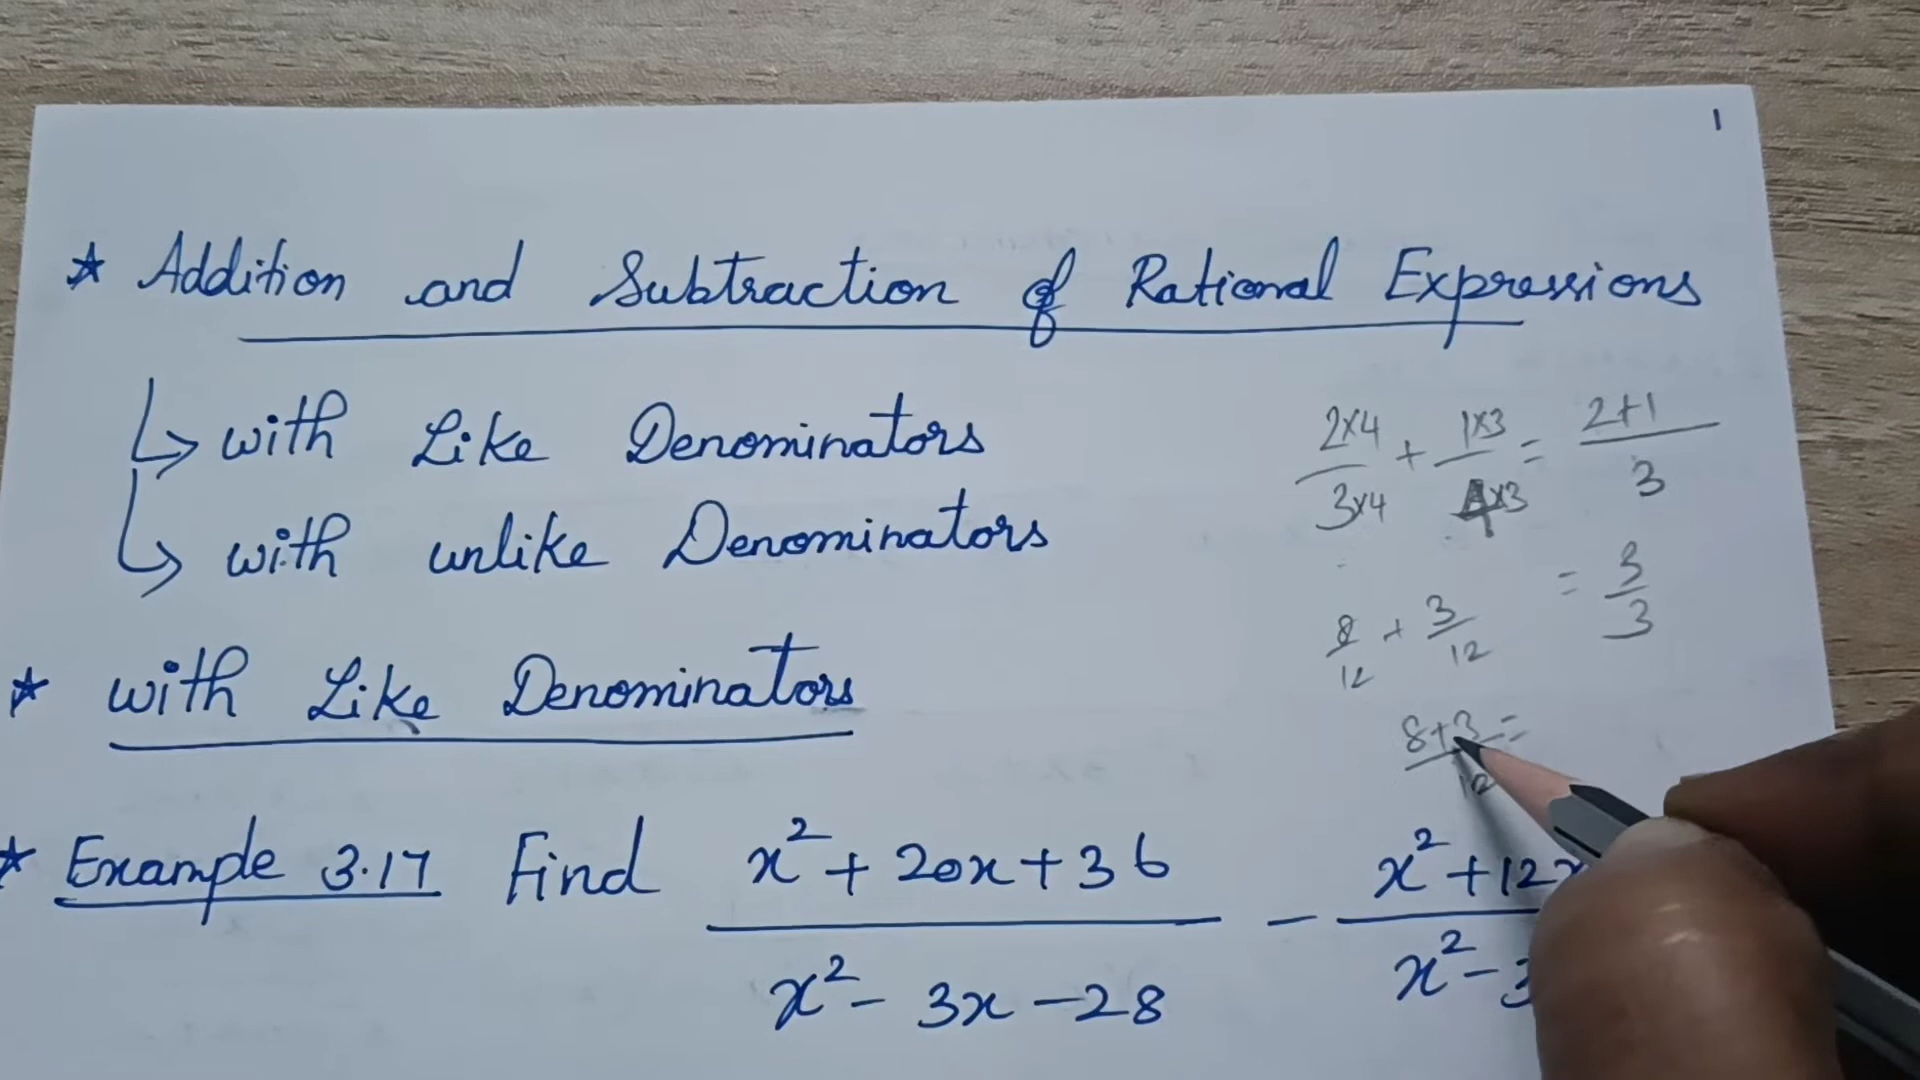 1
★ Addition and Subtraction of Rational Expressions
↳ with Like Denominators
↳ with unlike Denominators
2×4/3×4 + 1×3/4×3 = 2+1/3
= 3/3
8/12 + 3/12
8+3/12 =
★ with Like Denominators
★ Example 3.17 Find x²+20x+36/x²-3x-28 - x²+12x/x²-3